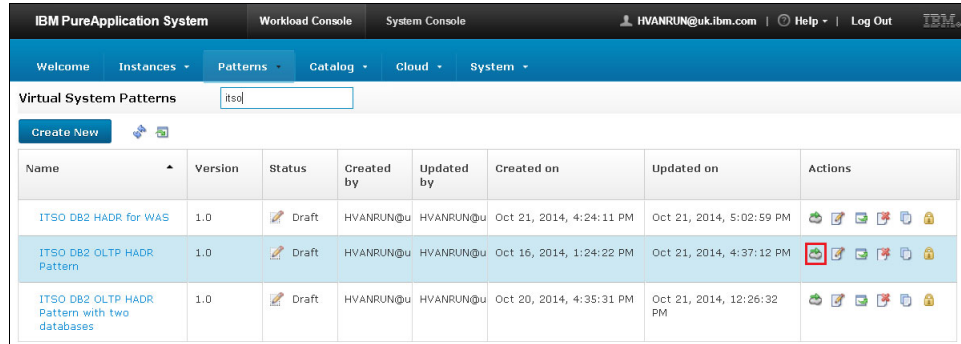 IBM PureApplication System Workload Console System Console HVANRUN@uk.ibm.com | Help | Log Out IBM
Welcome Instances Patterns Catalog Cloud System
Virtual System Patterns itso
Create New
Name Version Status Created by Updated by Created on Updated on Actions
ITSO DB2 HADR for WAS 1.0 Draft HVANRUN@u HVANRUN@u Oct 21, 2014, 4:24:11 PM Oct 21, 2014, 5:02:59 PM
ITSO DB2 OLTP HADR Pattern 1.0 Draft HVANRUN@u HVANRUN@u Oct 16, 2014, 1:24:22 PM Oct 21, 2014, 4:37:12 PM
ITSO DB2 OLTP HADR Pattern with two databases 1.0 Draft HVANRUN@u HVANRUN@u Oct 20, 2014, 4:35:31 PM Oct 21, 2014, 12:26:32 PM